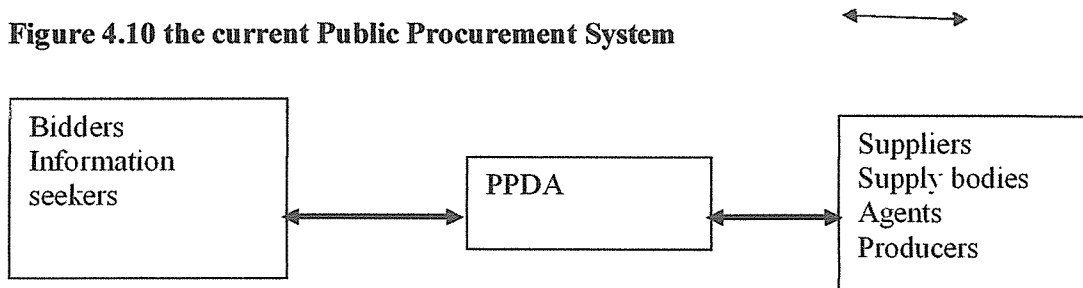 Figure 4.10 the current Public Procurement System
Bidders
Information
seekers
PPDA
Suppliers
Supply bodies
Agents
Producers